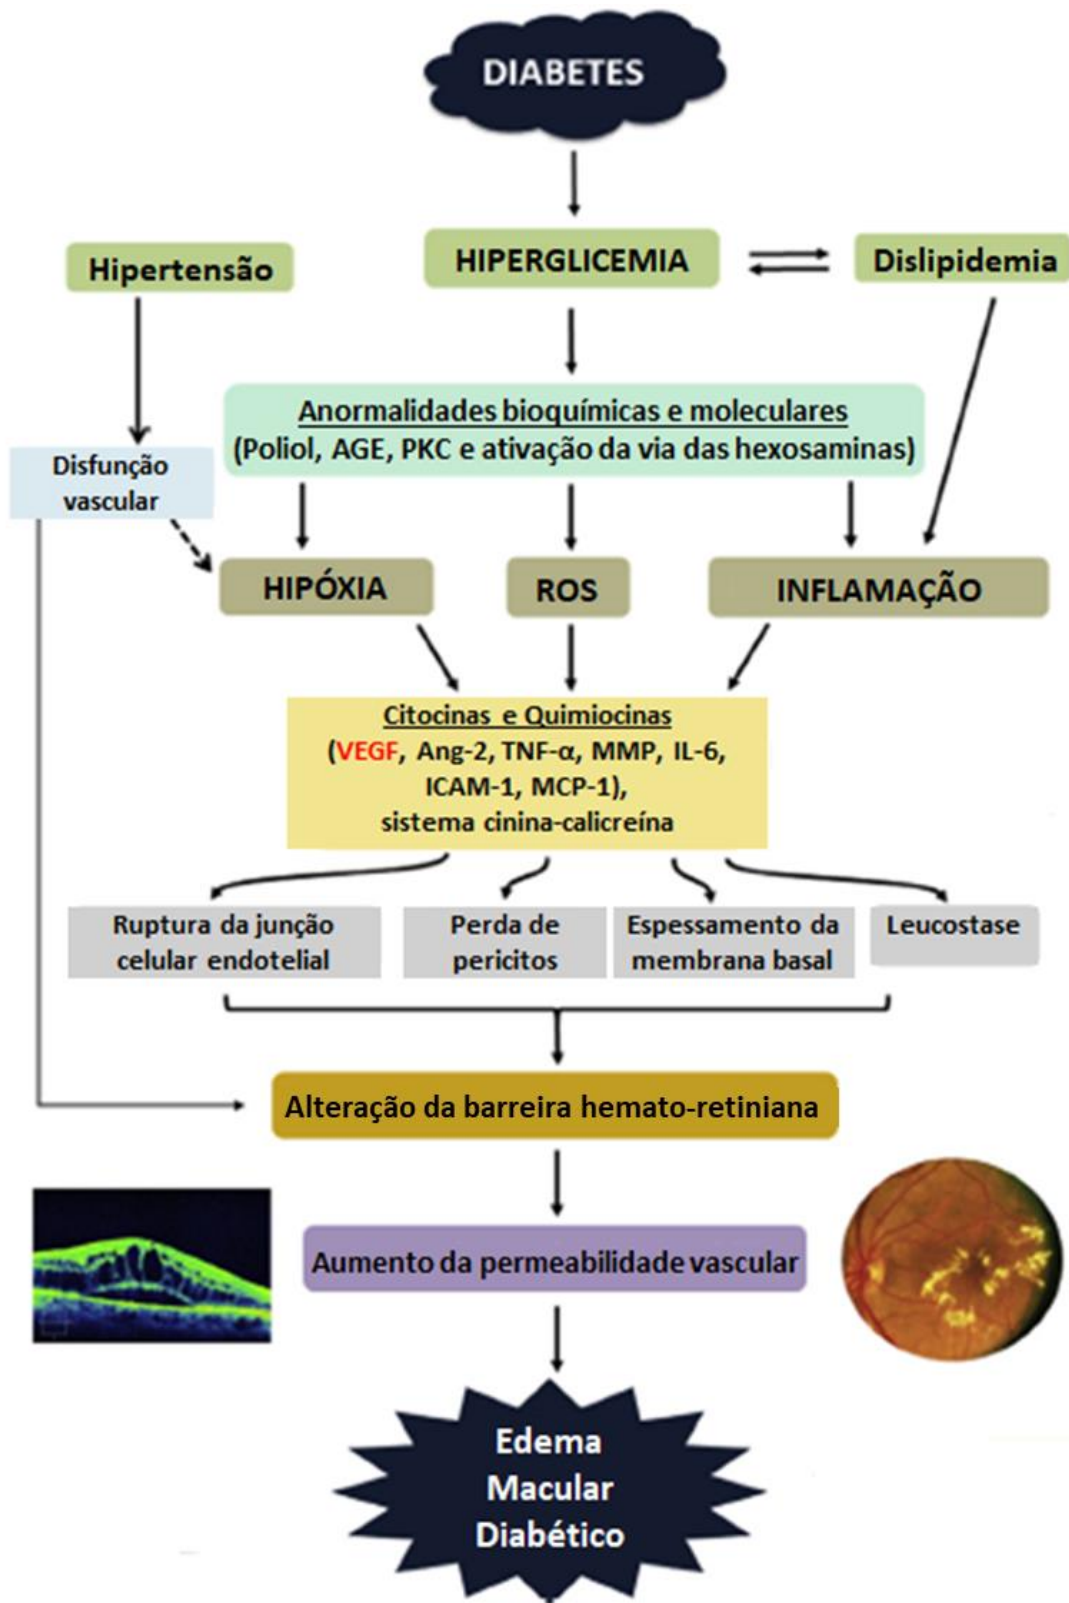 DIABETES
Hipertensão
HIPERGLICEMIA
Dislipidemia
Anormalidades bioquímicas e moleculares
(Poliol, AGE, PKC e ativação da via das hexosaminas)
Disfunção
vascular
HIPÓXIA
ROS
INFLAMAÇÃO
Citocinas e Quimiocinas
(VEGF, Ang-2, TNF-α, MMP, IL-6,
ICAM-1, MCP-1),
sistema cinina-calicreína
Ruptura da junção
celular endotelial
Perda de
pericitos
Espessamento da
membrana basal
Leucostase
Alteração da barreira hemato-retiniana
Aumento da permeabilidade vascular
Edema
Macular
Diabético